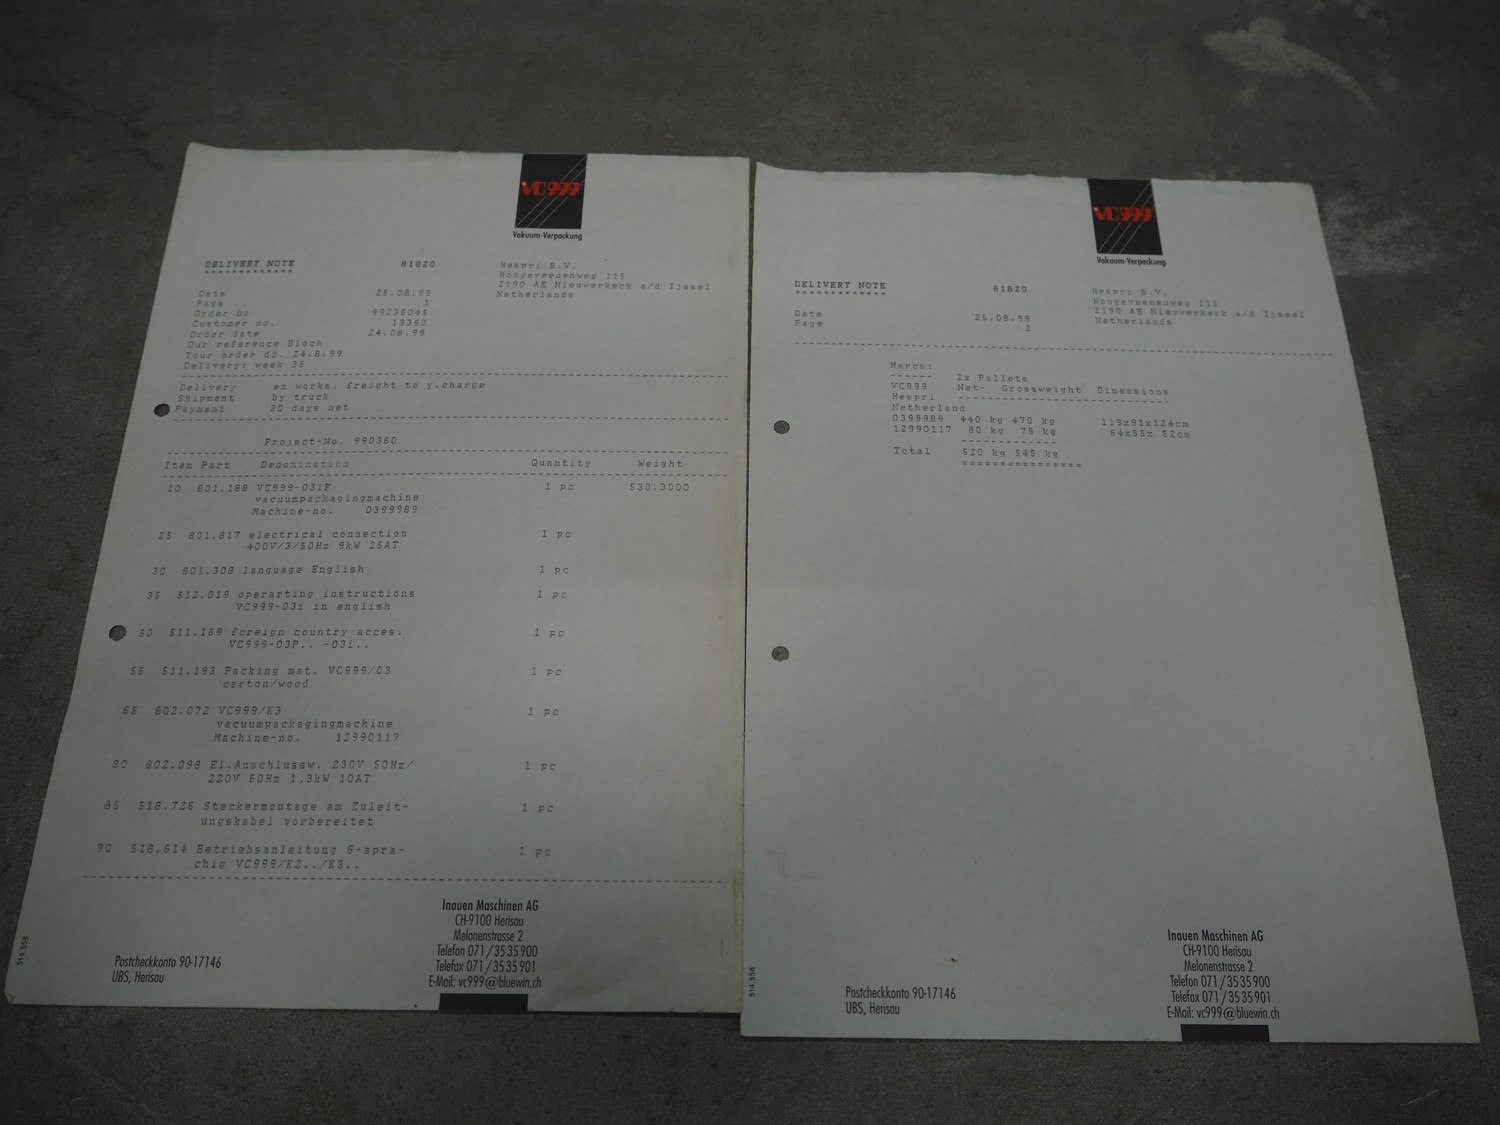 VC999
Vakuum-Verpackung
DELIVERY NOTE 81820
*************
Hespri B.V.
Hoogeveenenweg 115
2190 AE Nieuwerkerk a/d Ijssel
Netherlands
Date 25.08.99
Page 1
Order no 99236045
Customer no. 19360
Order date 24.08.99
Our reference Bloch
Your order dd. 24.8.99
Delivery: week 35
Delivery ex works, freight to y.charge
Shipment by truck
Payment 30 days net
Project-No. 990360
Item Part Denomination Quantity Weight
10 801.188 VC999-03iF 1 pc 530.3000
vacuumpackagingmachine
Machine-no. 0399989
25 801.817 electrical connection 1 pc
400V/3/50Hz 9kW 25AT
30 801.308 language English 1 pc
35 512.019 operarting instructions 1 pc
VC999-03i in english
50 511.169 foreign country acces. 1 pc
VC999-03P.. -03i..
55 511.193 Packing mat. VC999/03 1 pc
carton/wood
65 802.072 VC999/K3 1 pc
vacuumpackagingmachine
Machine-no. 12990117
80 802.098 El.Anschlussw. 230V 50Hz/ 1 pc
220V 60Hz 1.3kW 10AT
85 518.725 Steckermontage am Zuleit- 1 pc
ungskabel vorbereitet
90 518.614 Betriebsanleitung 6-spra- 1 pc
chig VC999/K2../K3..
Inauen Maschinen AG
CH-9100 Herisau
Melonenstrasse 2
Telefon 071/3535900
Telefax 071/3535901
E-Mail: vc999@bluewin.ch
Postcheckkonto 90-17146
UBS, Herisau
514.558
VC999
Vakuum-Verpackung
DELIVERY NOTE 81820
*************
Hespri B.V.
Hoogeveenenweg 115
2190 AE Nieuwerkerk a/d Ijssel
Netherlands
Date 25.08.99
Page 2
Marcs:
2x Pallets
VC999 Net- Grossweight Dimensions
Hespri
Netherland
0399989 440 kg 470 kg 119x91x124cm
12990117 80 kg 75 kg 64x55x 52cm
Total 520 kg 545 kg
Inauen Maschinen AG
CH-9100 Herisau
Melonenstrasse 2
Telefon 071/3535900
Telefax 071/3535901
E-Mail: vc999@bluewin.ch
Postcheckkonto 90-17146
UBS, Herisau
514.558